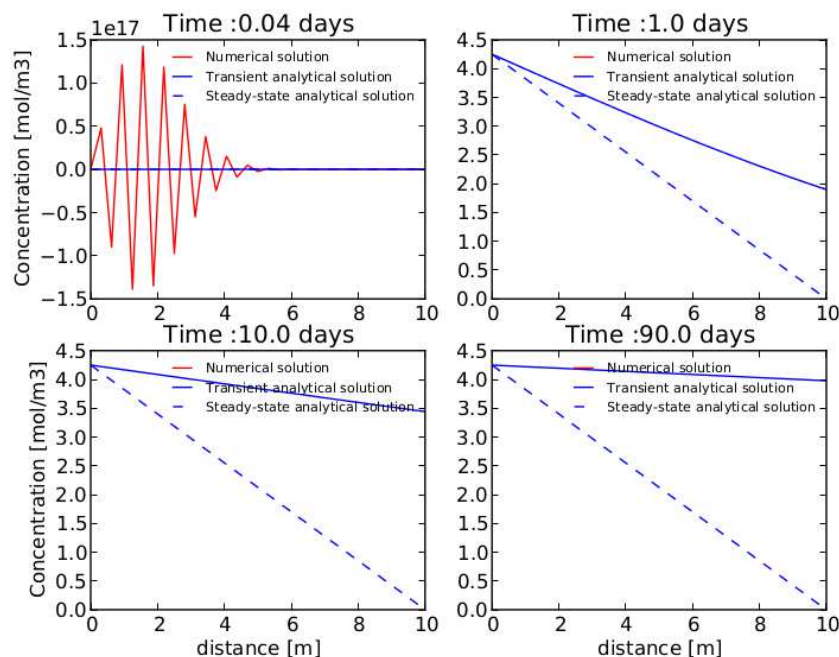 Time :0.04 days
1e17
Concentration [mol/m3]
1.5
1.0
0.5
0.0
−0.5
−1.0
−1.5
0 2 4 6 8 10
Numerical solution
Transient analytical solution
Steady-state analytical solution
Time :1.0 days
4.5
4.0
3.5
3.0
2.5
2.0
1.5
1.0
0.5
0.0
0 2 4 6 8 10
Numerical solution
Transient analytical solution
Steady-state analytical solution
Time :10.0 days
Concentration [mol/m3]
4.5
4.0
3.5
3.0
2.5
2.0
1.5
1.0
0.5
0.0
0 2 4 6 8 10
distance [m]
Numerical solution
Transient analytical solution
Steady-state analytical solution
Time :90.0 days
4.5
4.0
3.5
3.0
2.5
2.0
1.5
1.0
0.5
0.0
0 2 4 6 8 10
distance [m]
Numerical solution
Transient analytical solution
Steady-state analytical solution